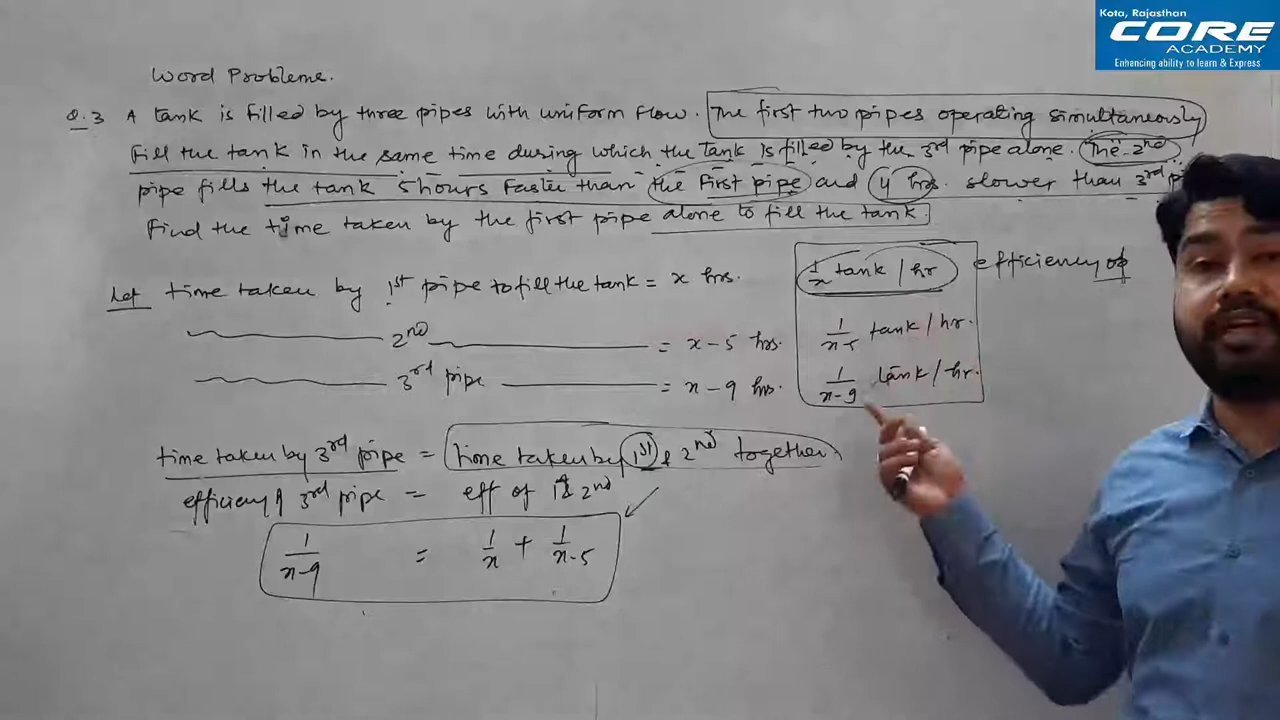 Kota, Rajasthan
CORE
ACADEMY
Enhancing ability to learn & Express
Word Probleme.
Q.3 A tank is filled by three pipes with uniform flow. The first two pipes operating simultaneously
fill the tank in the same time during which the tank is filled by the 3rd pipe alone. The 2nd
pipe fills the tank 5 hours faster than the first pipe and 4 hrs. slower than 3rd
Find the time taken by the first pipe alone to fill the tank.
Let time taken by 1st pipe to fill the tank = x hrs. 1/x tank / hr efficiency of
2nd = x-5 hrs. 1/x-5 tank / hr.
3rd pipe = x-9 hrs. 1/x-9 tank / hr.
time taken by 3rd pipe = time taken by 1st & 2nd together
efficiency of 3rd pipe = eff of 1st & 2nd
1/x-9 = 1/x + 1/x-5